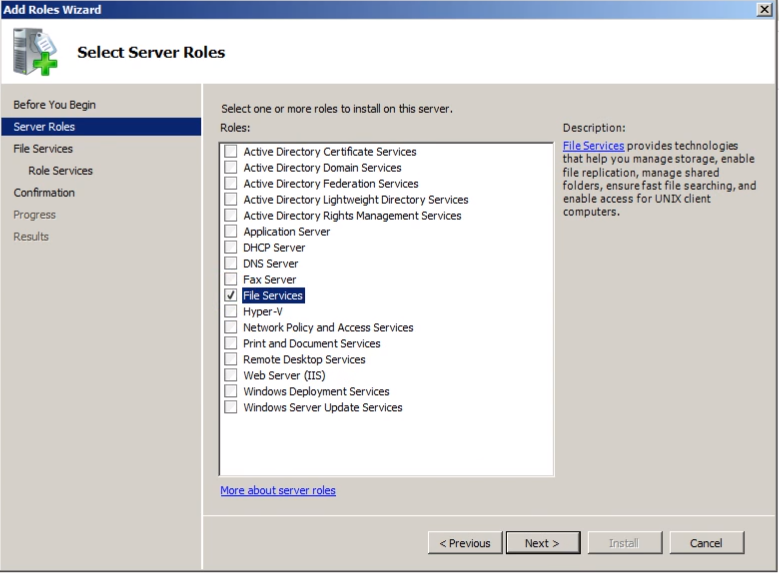 Add Roles Wizard
Select Server Roles
Before You Begin
Server Roles
File Services
Role Services
Confirmation
Progress
Results
Select one or more roles to install on this server.
Roles:
Active Directory Certificate Services
Active Directory Domain Services
Active Directory Federation Services
Active Directory Lightweight Directory Services
Active Directory Rights Management Services
Application Server
DHCP Server
DNS Server
Fax Server
File Services
Hyper-V
Network Policy and Access Services
Print and Document Services
Remote Desktop Services
Web Server (IIS)
Windows Deployment Services
Windows Server Update Services
More about server roles
Description:
File Services provides technologies
that help you manage storage, enable
file replication, manage shared
folders, ensure fast file searching, and
enable access for UNIX client
computers.
< Previous
Next >
Install
Cancel